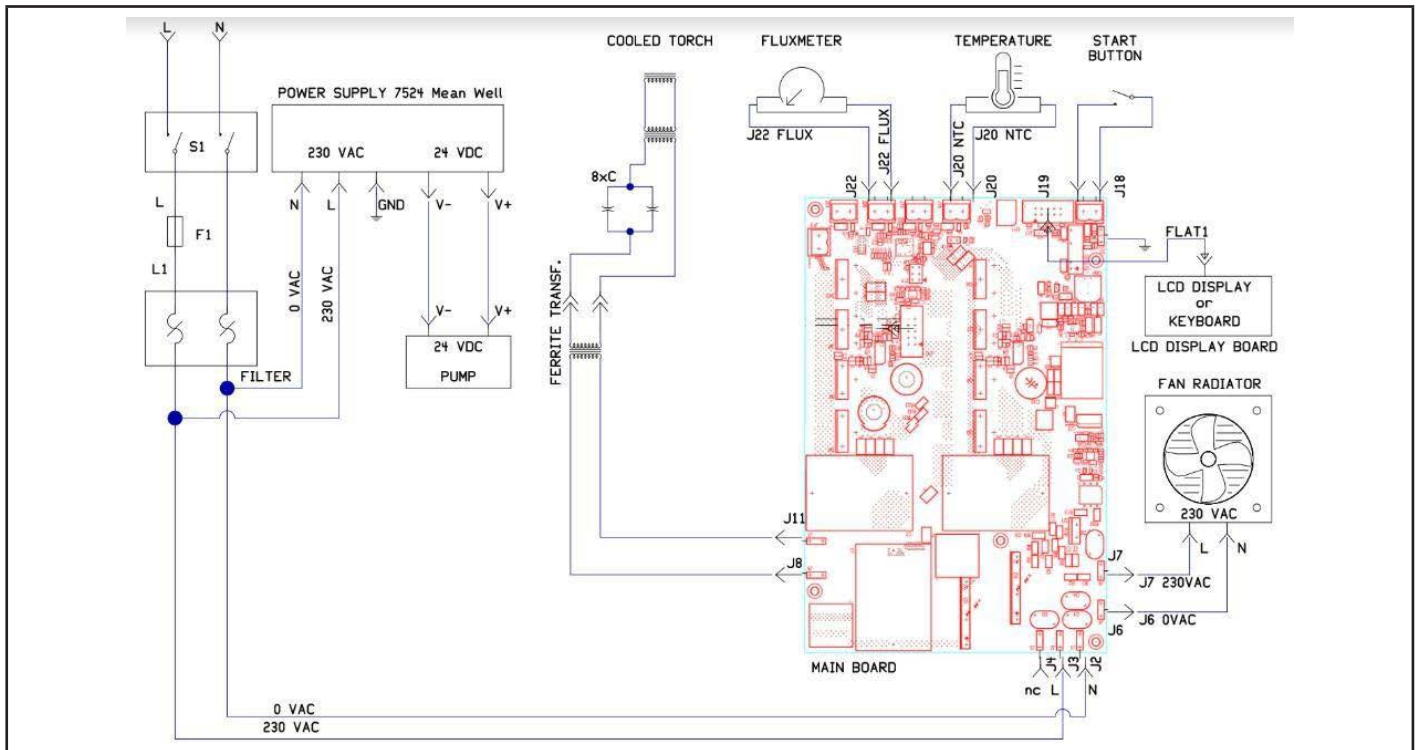 L
N
COOLED TORCH
FLUXMETER
TEMPERATURE
START
BUTTON
POWER SUPPLY 7524 Mean Well
230 VAC
24 VDC
S1
J22 FLUX
J22 FLUX
J20 NTC
J20 NTC
8xC
N
L
GND
V-
V+
L
F1
L1
0 VAC
230 VAC
J22
J20
J19
J18
FLAT1
LCD DISPLAY
or
KEYBOARD
LCD DISPLAY BOARD
FERRITE TRANSF.
V-
V+
24 VDC
PUMP
FILTER
FAN RADIATOR
230 VAC
L
N
J11
J8
J7
J7 230VAC
J6
J6 0VAC
MAIN BOARD
J4
J3
J2
nc
L
N
0 VAC
230 VAC